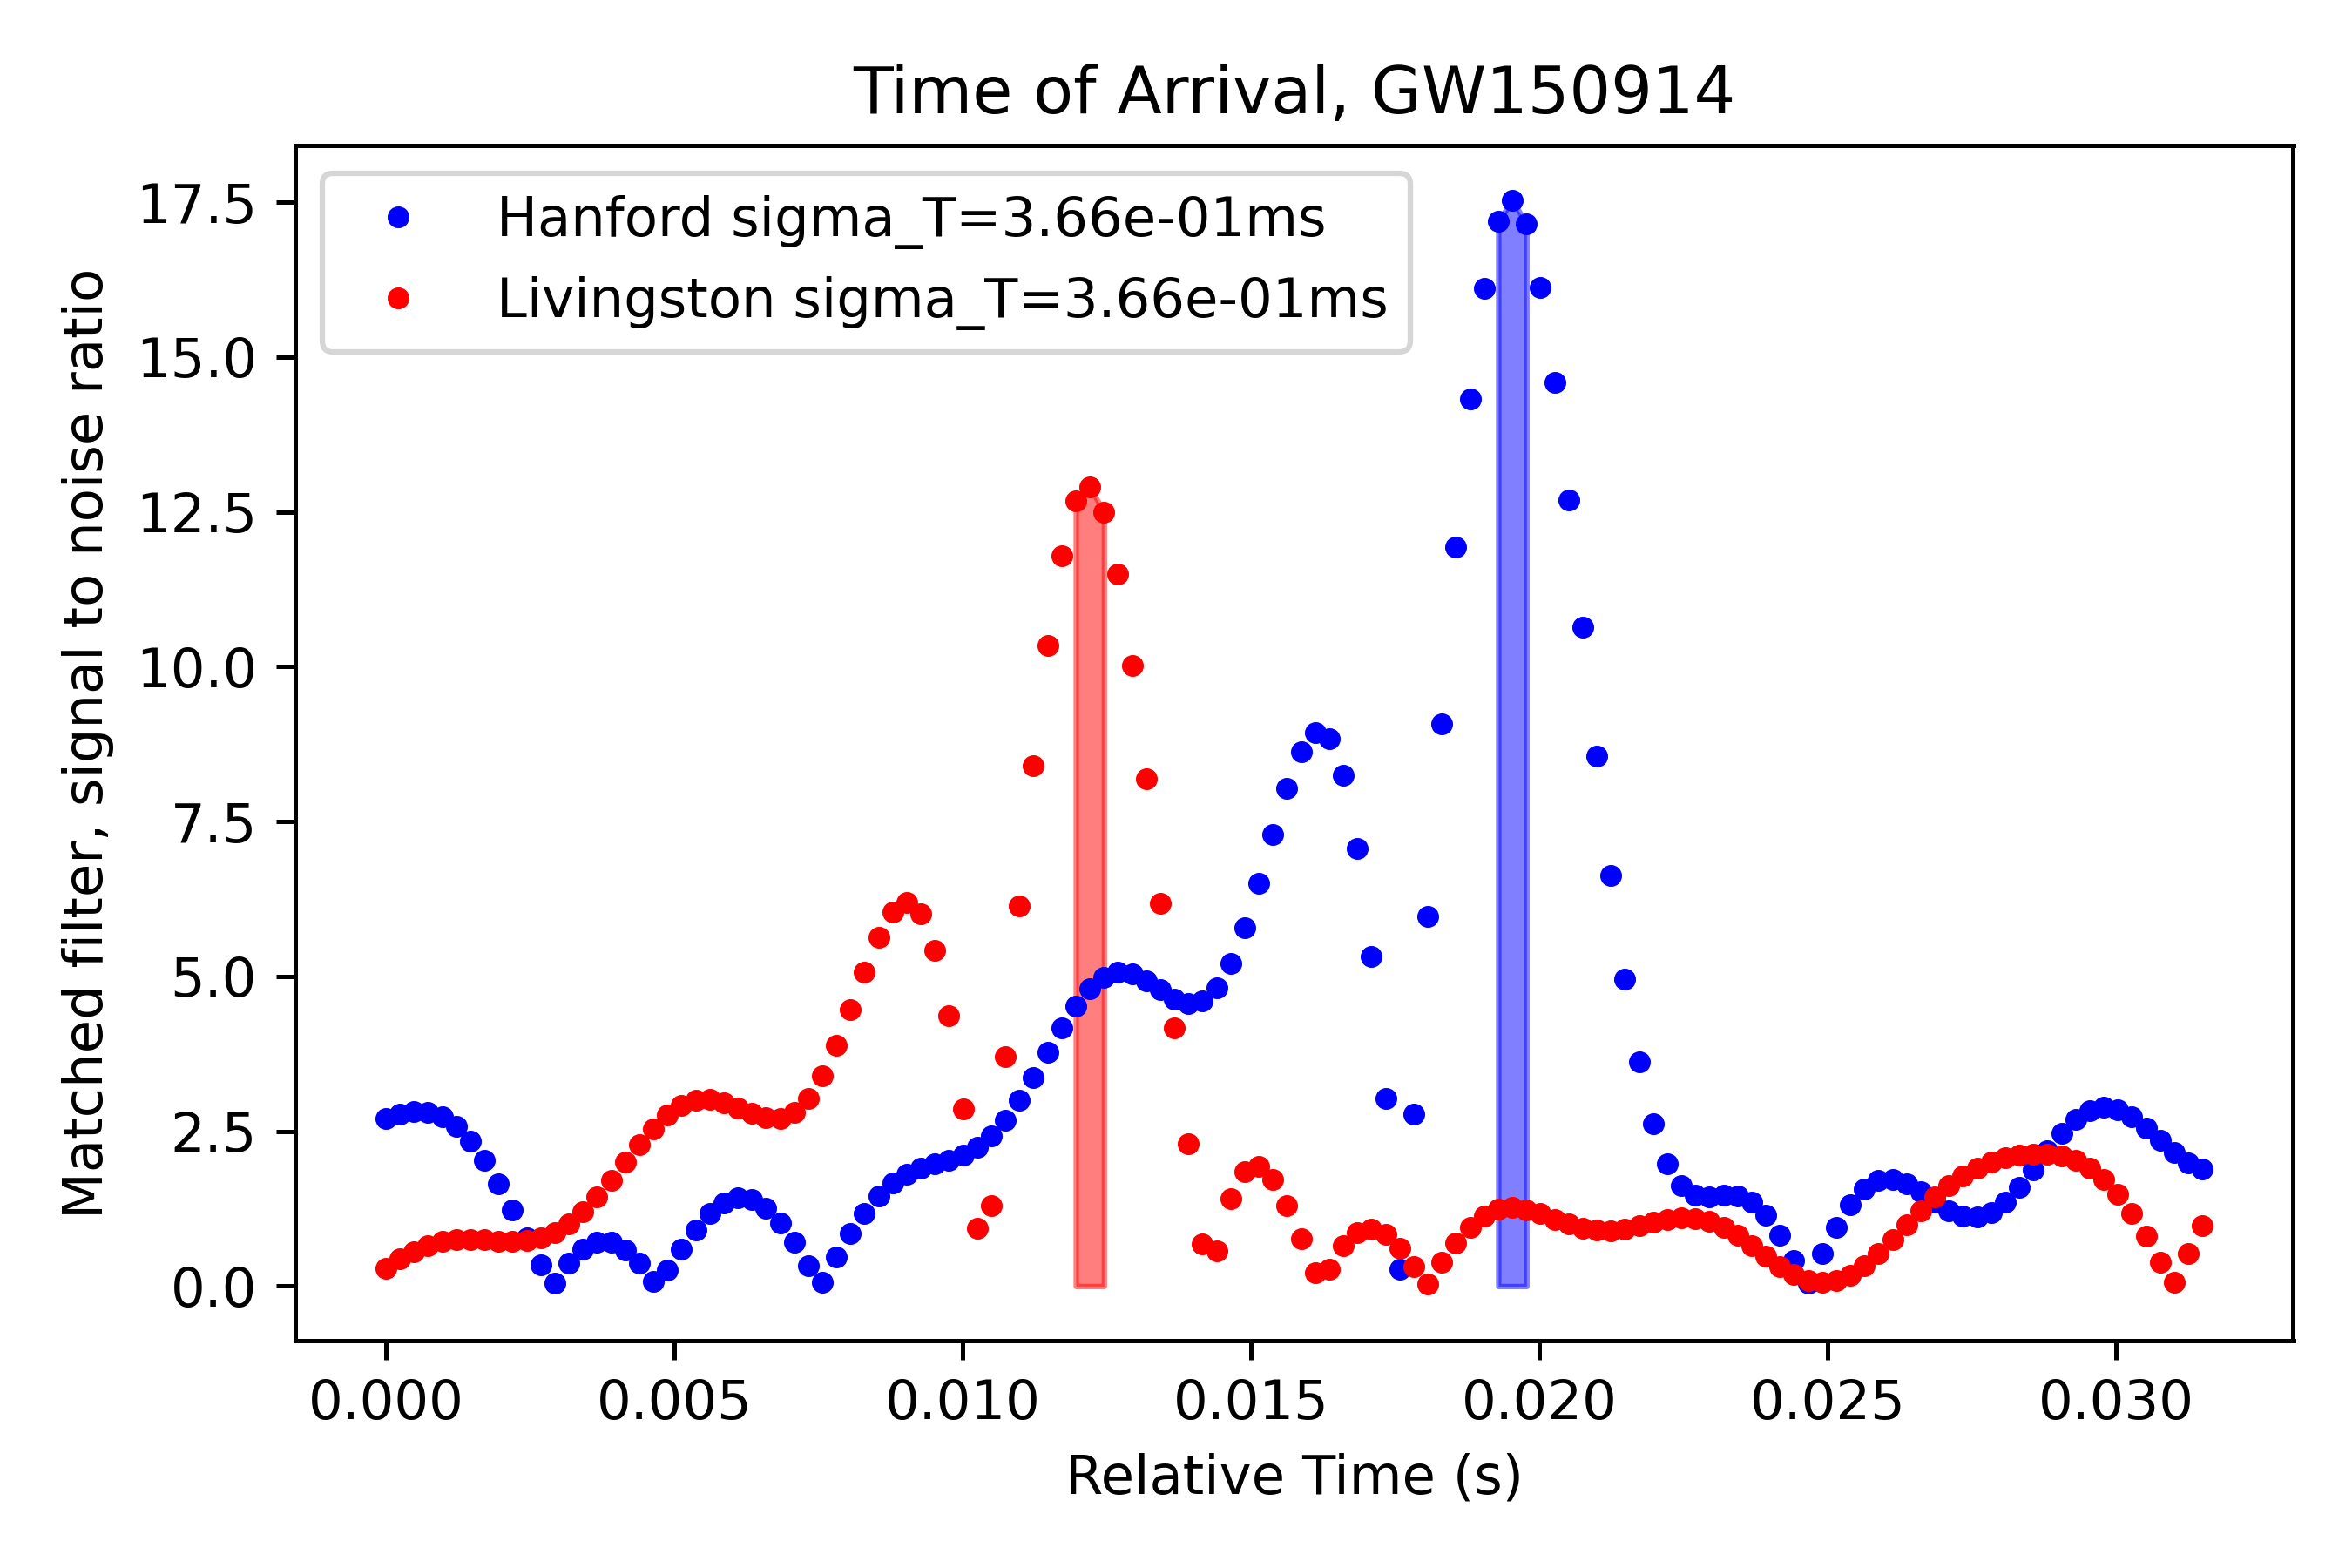 Time of Arrival, GW150914
Hanford sigma_T=3.66e-01ms
Livingston sigma_T=3.66e-01ms
Matched filter, signal to noise ratio
17.5
15.0
12.5
10.0
7.5
5.0
2.5
0.0
0.000 0.005 0.010 0.015 0.020 0.025 0.030
Relative Time (s)